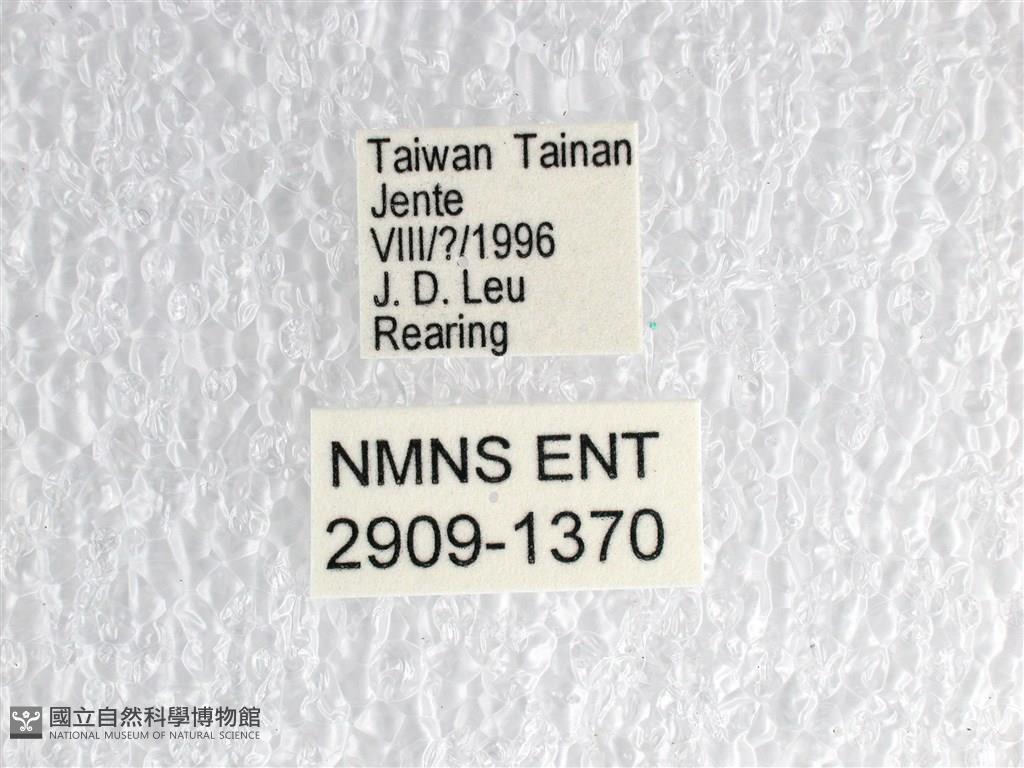 Taiwan Tainan
Jente
VIII/?/1996
J. D. Leu
Rearing
NMNS ENT
2909-1370
國立自然科學博物館
NATIONAL MUSEUM OF NATURAL SCIENCE